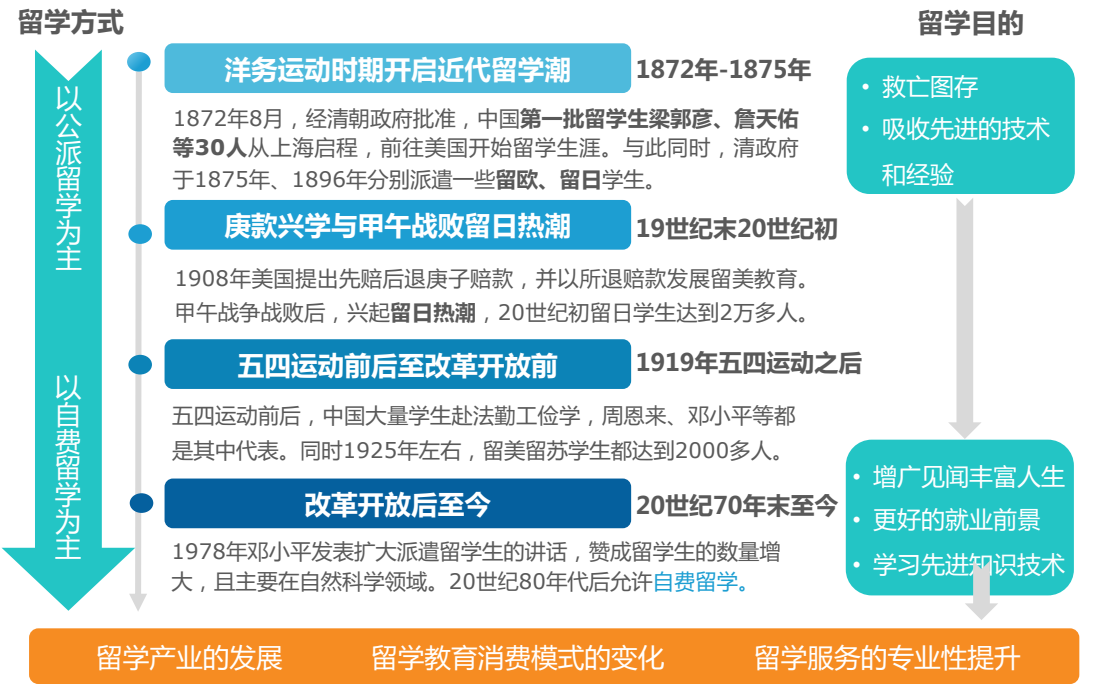 留学方式
留学目的
以公派留学为主
以自费留学为主
洋务运动时期开启近代留学潮
1872年-1875年
1872年8月，经清朝政府批准，中国第一批留学生梁郭彦、詹天佑
等30人从上海启程，前往美国开始留学生涯。与此同时，清政府
于1875年、1896年分别派遣一些留欧、留日学生。
庚款兴学与甲午战败留日热潮
19世纪末20世纪初
1908年美国提出先赔后退庚子赔款，并以所退赔款发展留美教育。
甲午战争战败后，兴起留日热潮，20世纪初留日学生达到2万多人。
五四运动前后至改革开放前
1919年五四运动之后
五四运动前后，中国大量学生赴法勤工俭学，周恩来、邓小平等都
是其中代表。同时1925年左右，留美留苏学生都达到2000多人。
改革开放后至今
20世纪70年末至今
1978年邓小平发表扩大派遣留学生的讲话，赞成留学生的数量增
大，且主要在自然科学领域。20世纪80年代后允许自费留学。
• 救亡图存
• 吸收先进的技术
和经验
• 增广见闻丰富人生
• 更好的就业前景
• 学习先进知识技术
留学产业的发展
留学教育消费模式的变化
留学服务的专业性提升